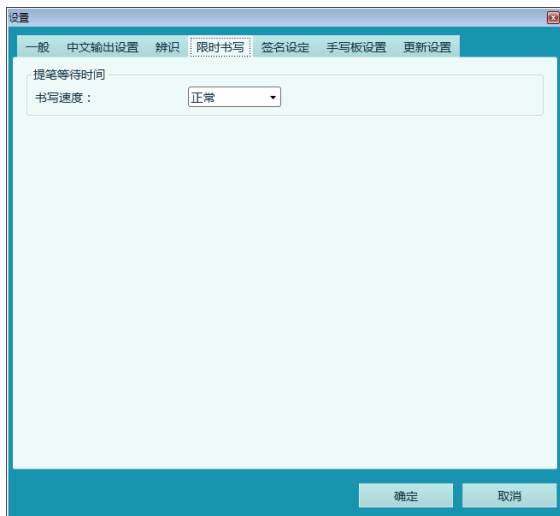 设置
一般 中文输出设置 辨识 限时书写 签名设定 手写板设置 更新设置
提笔等待时间
书写速度： 正常
确定 取消